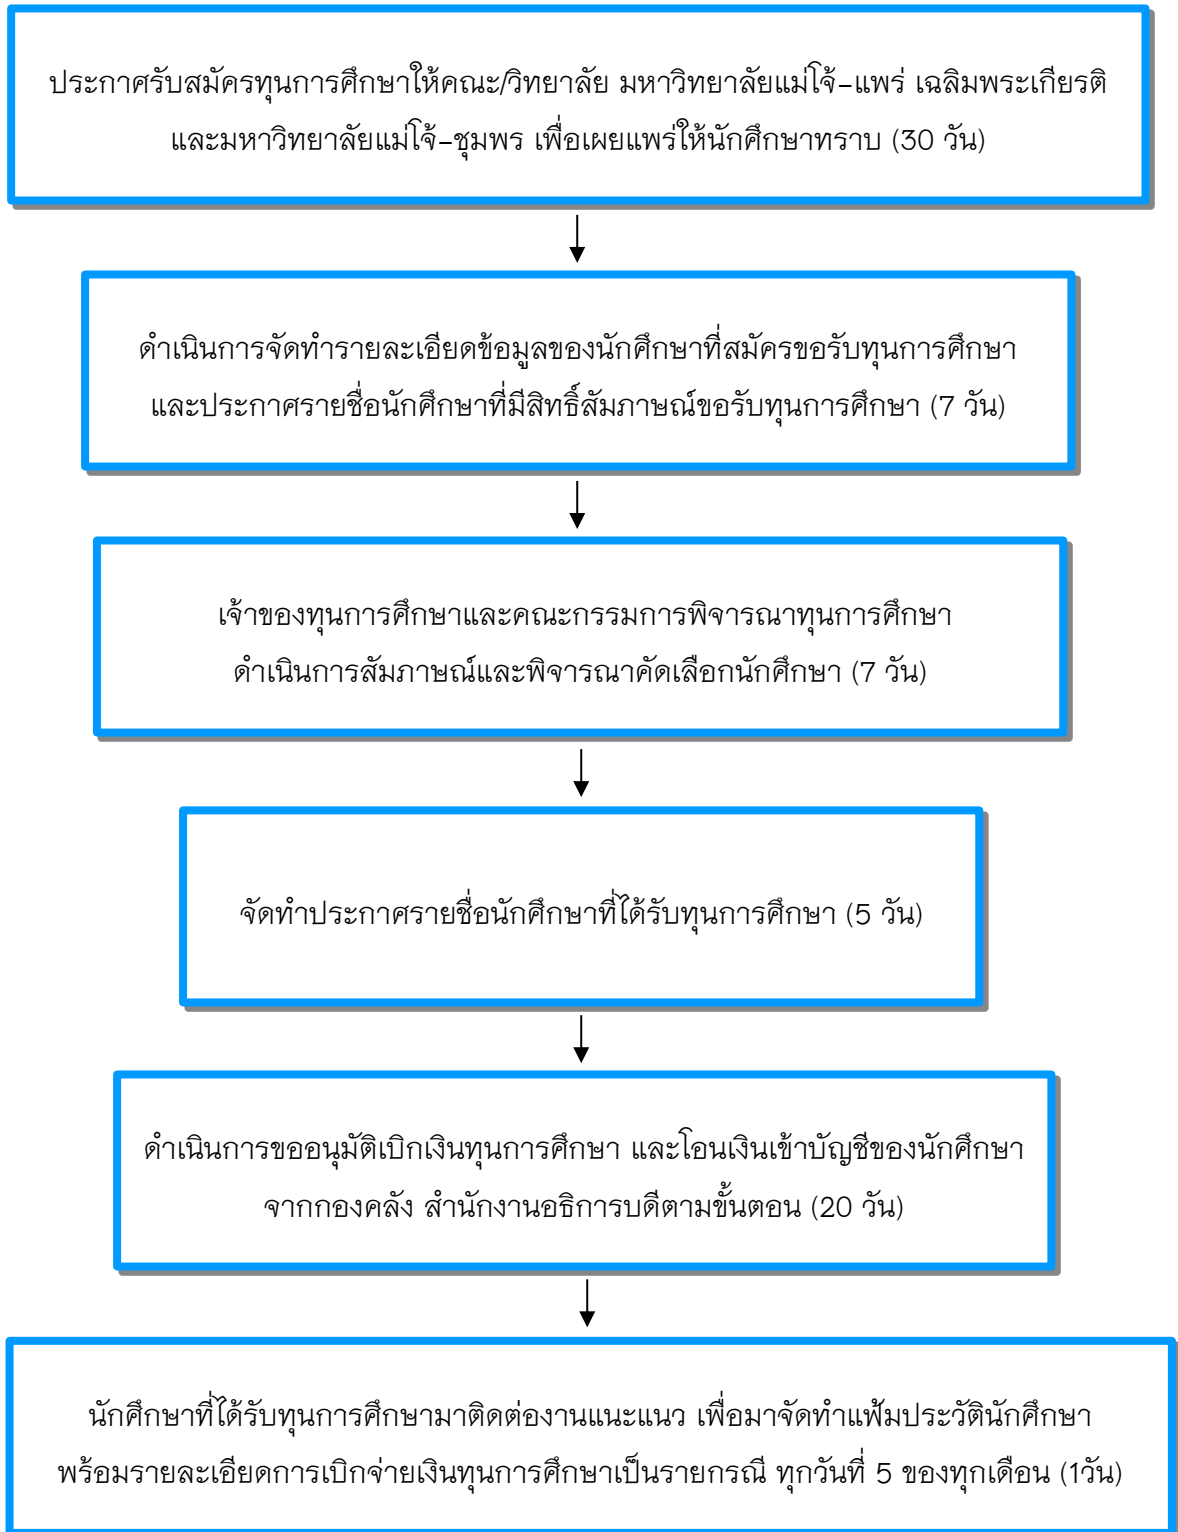 ประกาศรับสมัครทุนการศึกษาให้คณะ/วิทยาลัย มหาวิทยาลัยแม่โจ้-แพร่ เฉลิมพระเกียรติ
และมหาวิทยาลัยแม่โจ้-ชุมพร เพื่อเผยแพร่ให้นักศึกษาทราบ (30 วัน)
ดำเนินการจัดทำรายละเอียดข้อมูลของนักศึกษาที่สมัครขอรับทุนการศึกษา
และประกาศรายชื่อนักศึกษาที่มีสิทธิ์สัมภาษณ์ขอรับทุนการศึกษา (7 วัน)
เจ้าของทุนการศึกษาและคณะกรรมการพิจารณาทุนการศึกษา
ดำเนินการสัมภาษณ์และพิจารณาคัดเลือกนักศึกษา (7 วัน)
จัดทำประกาศรายชื่อนักศึกษาที่ได้รับทุนการศึกษา (5 วัน)
ดำเนินการขออนุมัติเบิกเงินทุนการศึกษา และโอนเงินเข้าบัญชีของนักศึกษา
จากกองคลัง สำนักงานอธิการบดีตามขั้นตอน (20 วัน)
นักศึกษาที่ได้รับทุนการศึกษามาติดต่องานแนะแนว เพื่อมาจัดทำแฟ้มประวัตินักศึกษา
พร้อมรายละเอียดการเบิกจ่ายเงินทุนการศึกษาเป็นรายกรณี ทุกวันที่ 5 ของทุกเดือน (1วัน)